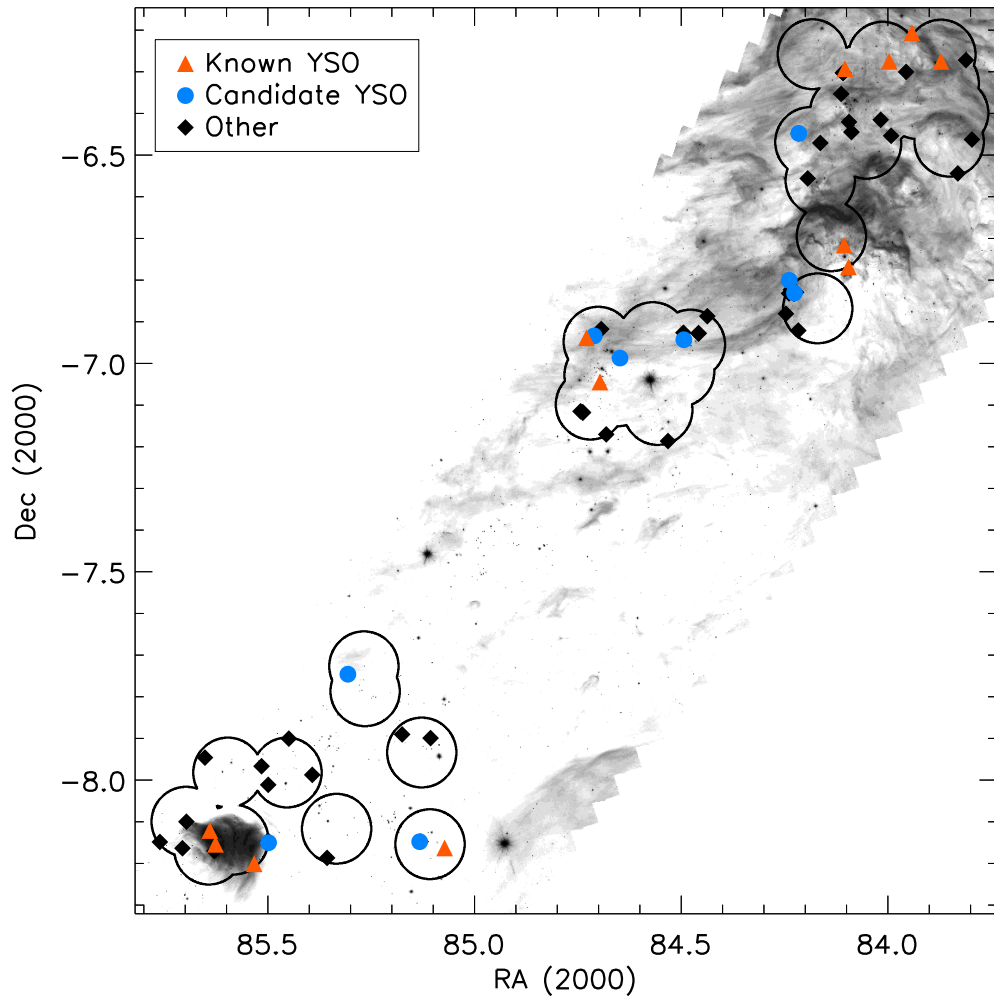 Known YSO
Candidate YSO
Other
−6.5
−7.0
−7.5
−8.0
Dec (2000)
85.5
85.0
84.5
84.0
RA (2000)